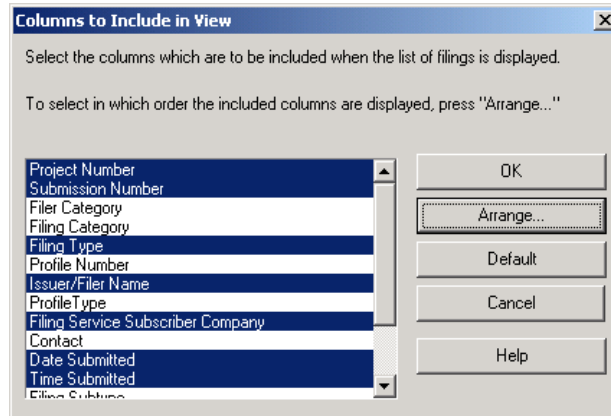 Columns to Include in View
Select the columns which are to be included when the list of filings is displayed.
To select in which order the included columns are displayed, press "Arrange..."
Project Number
Submission Number
Filer Category
Filing Category
Filing Type
Profile Number
Issuer/Filer Name
ProfileType
Filing Service Subscriber Company
Contact
Date Submitted
Time Submitted
Filing Subtype
OK
Arrange...
Default
Cancel
Help